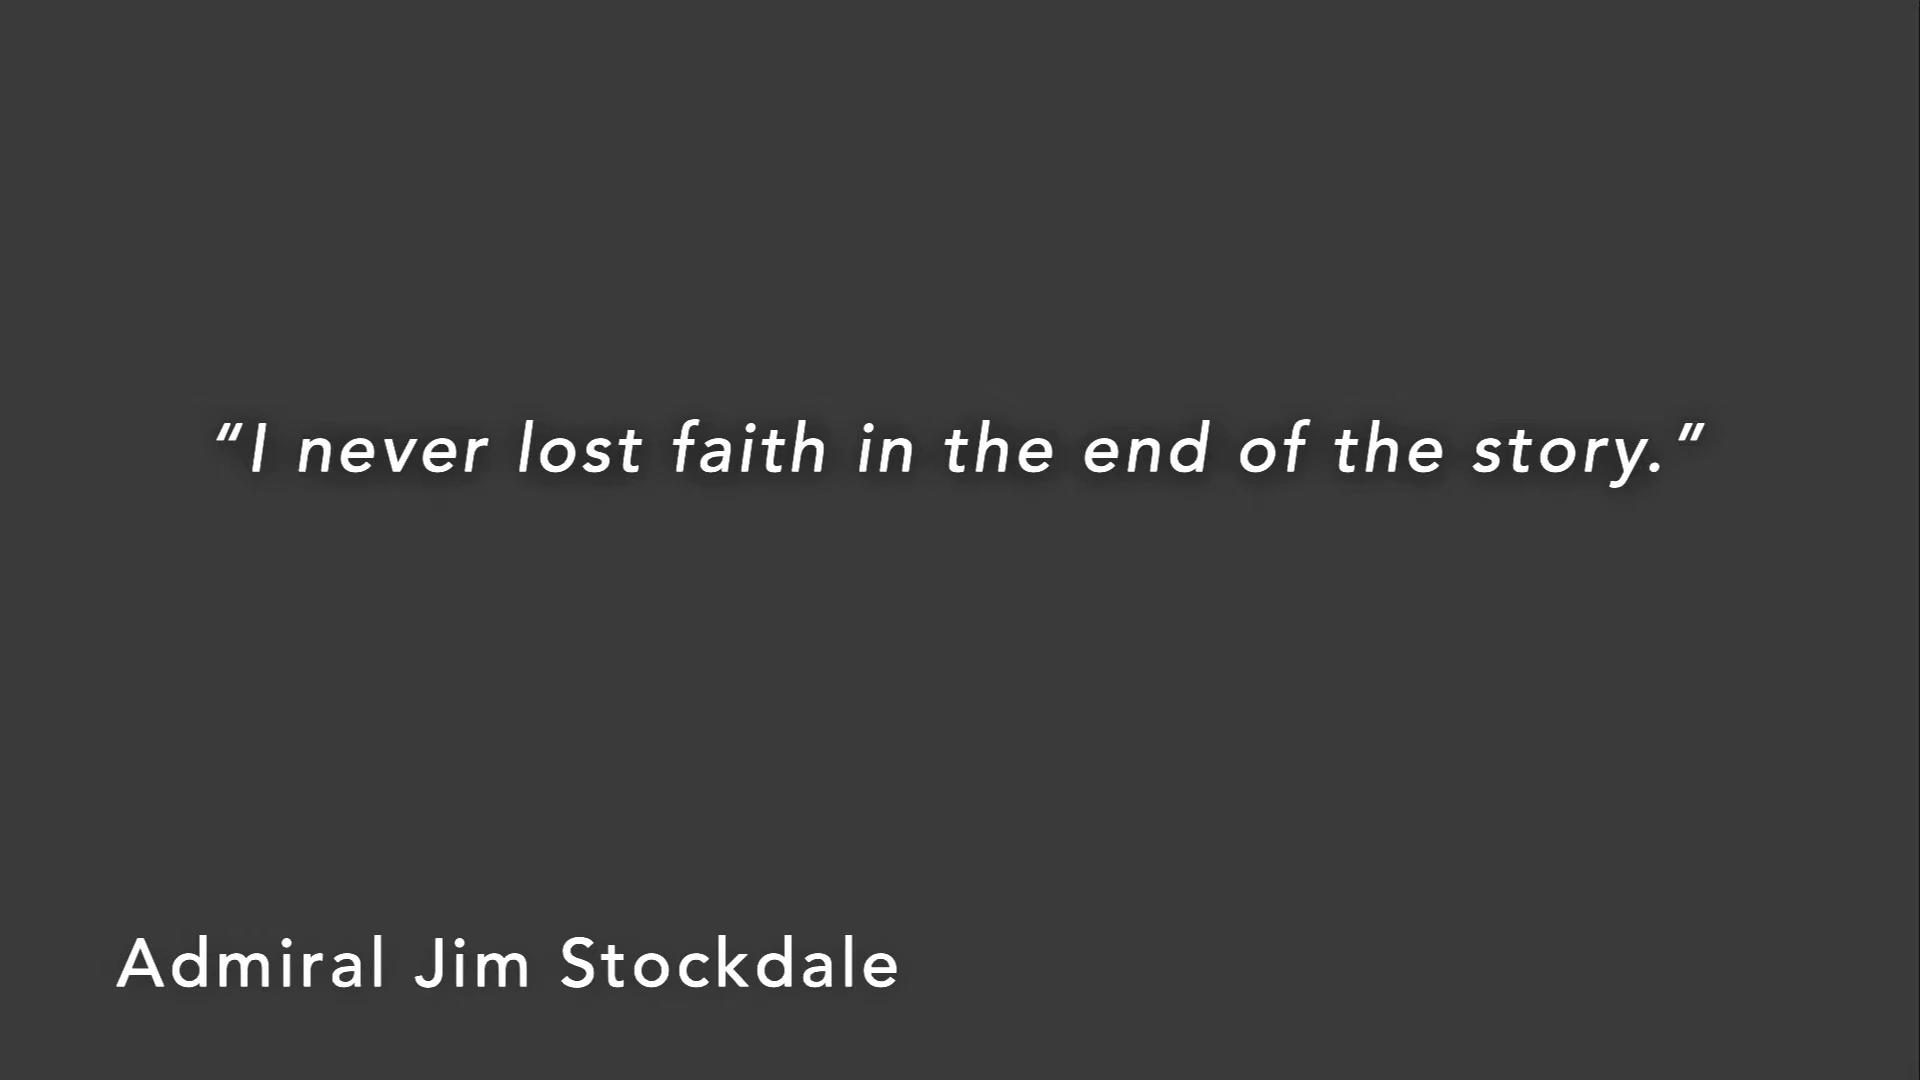 “I never lost faith in the end of the story.”
Admiral Jim Stockdale